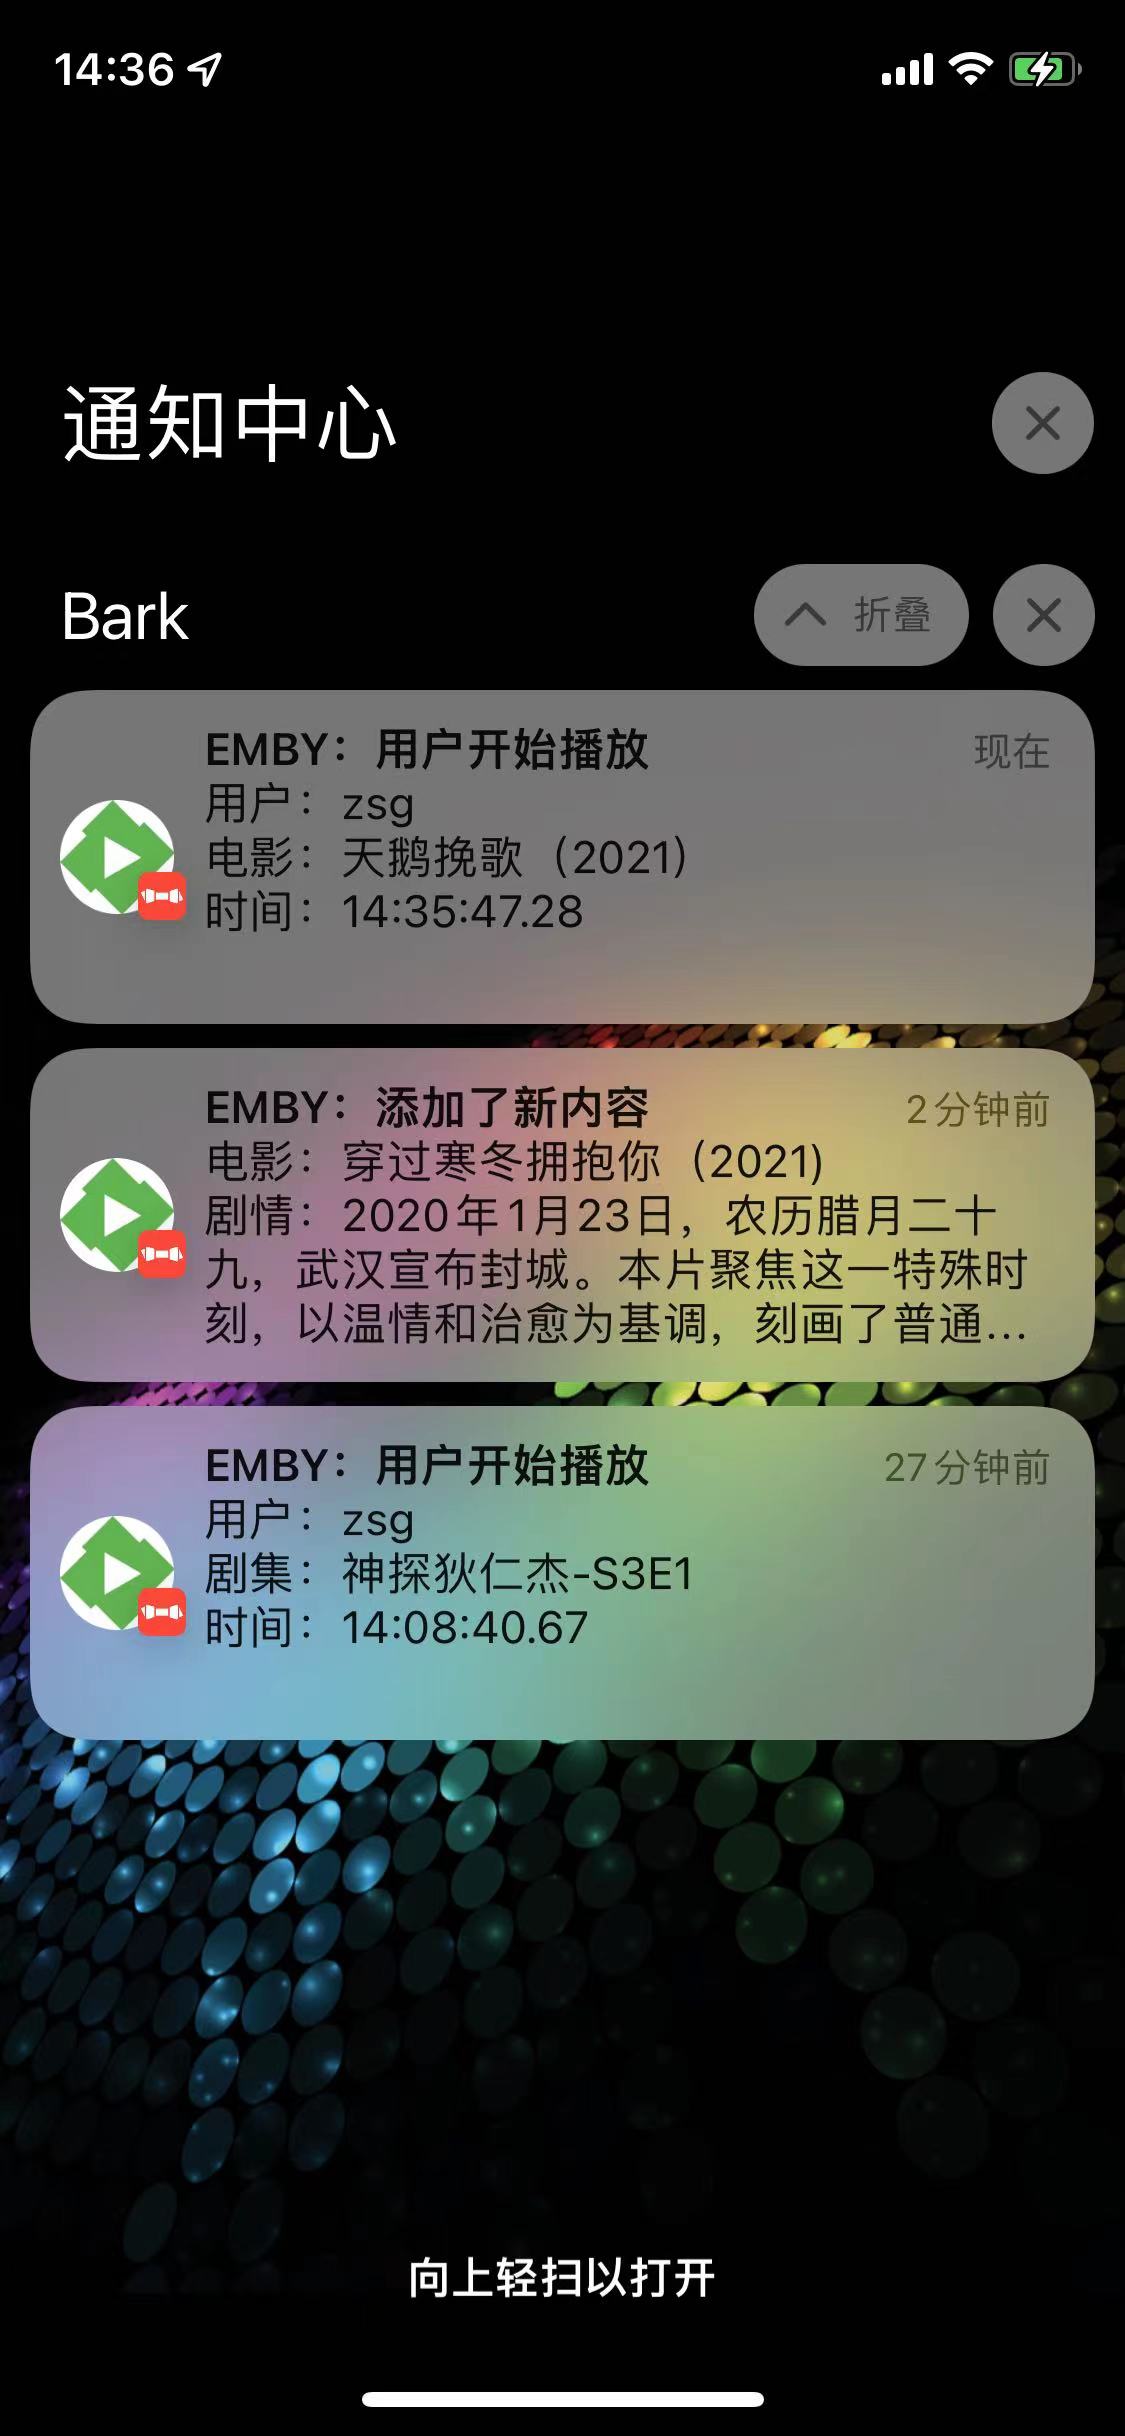 14:36
通知中心
Bark
折叠
EMBY：用户开始播放
现在
用户：zsg
电影：天鹅挽歌（2021）
时间：14:35:47.28
EMBY：添加了新内容
2分钟前
电影：穿过寒冬拥抱你（2021）
剧情：2020年1月23日，农历腊月二十
九，武汉宣布封城。本片聚焦这一特殊时
刻，以温情和治愈为基调，刻画了普通...
EMBY：用户开始播放
27分钟前
用户：zsg
剧集：神探狄仁杰-S3E1
时间：14:08:40.67
向上轻扫以打开